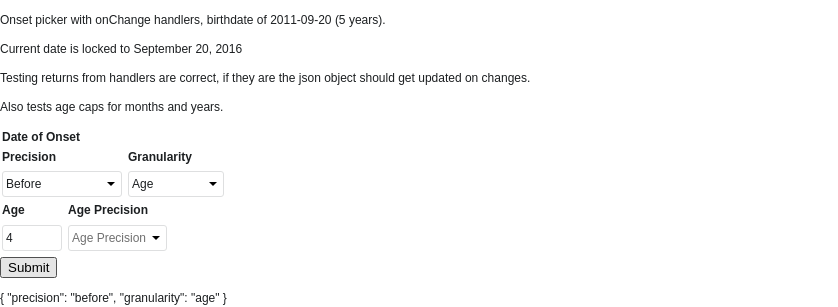 Onset picker with onChange handlers, birthdate of 2011-09-20 (5 years).
Current date is locked to September 20, 2016
Testing returns from handlers are correct, if they are the json object should get updated on changes.
Also tests age caps for months and years.
Date of Onset
Precision Granularity
Before Age
Age Age Precision
4 Age Precision
Submit
{ "precision": "before", "granularity": "age" }